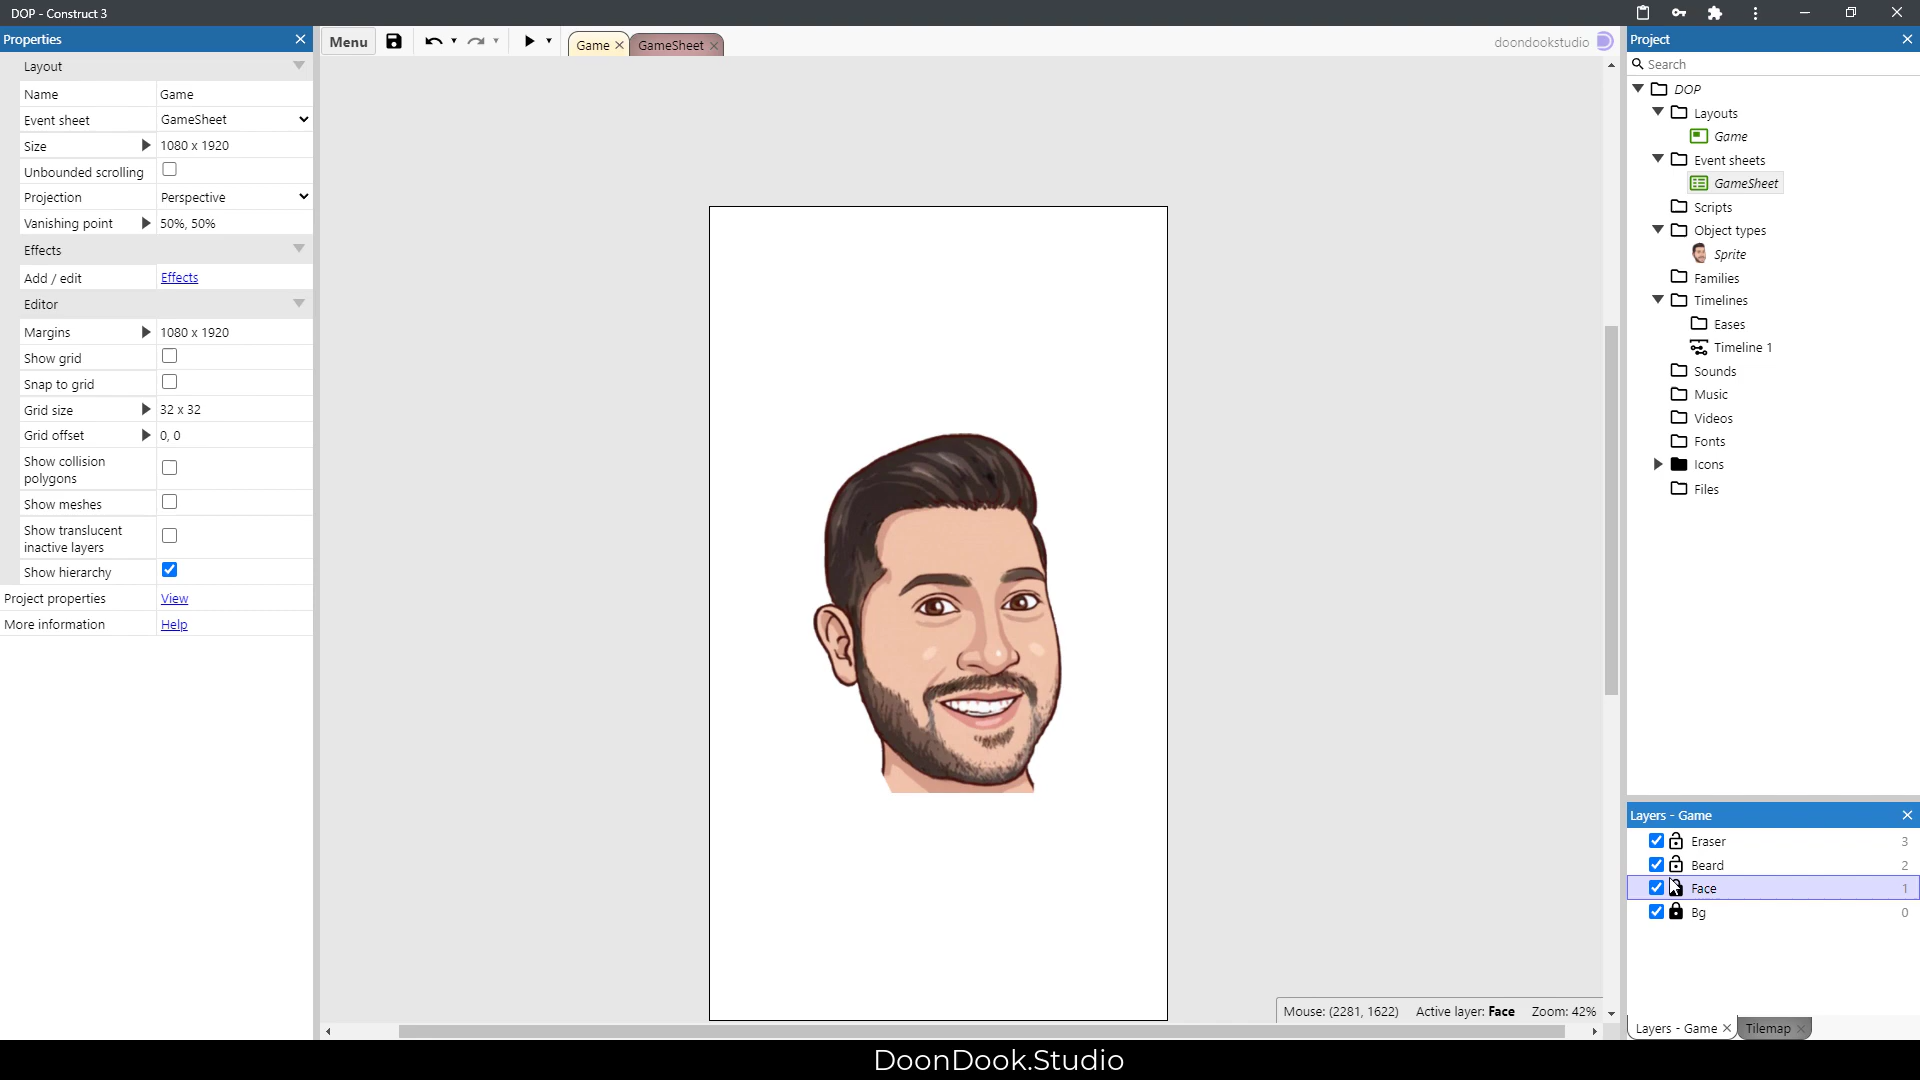 DOP - Construct 3
Properties
Layout
Name Game
Event sheet GameSheet
Size 1080 x 1920
Unbounded scrolling
Projection Perspective
Vanishing point 50%, 50%
Effects
Add / edit Effects
Editor
Margins 1080 x 1920
Show grid
Snap to grid
Grid size 32 x 32
Grid offset 0, 0
Show collision
polygons
Show meshes
Show translucent
inactive layers
Show hierarchy
Project properties View
More information Help
Menu
Game
GameSheet
doondookstudio
Mouse: (2281, 1622) Active layer: Face Zoom: 42%
Project
Search
DOP
Layouts
Game
Event sheets
GameSheet
Scripts
Object types
Sprite
Families
Timelines
Eases
Timeline 1
Sounds
Music
Videos
Fonts
Icons
Files
Layers - Game
Eraser 3
Beard 2
Face 1
Bg 0
Layers - Game
Tilemap
DoonDook.Studio